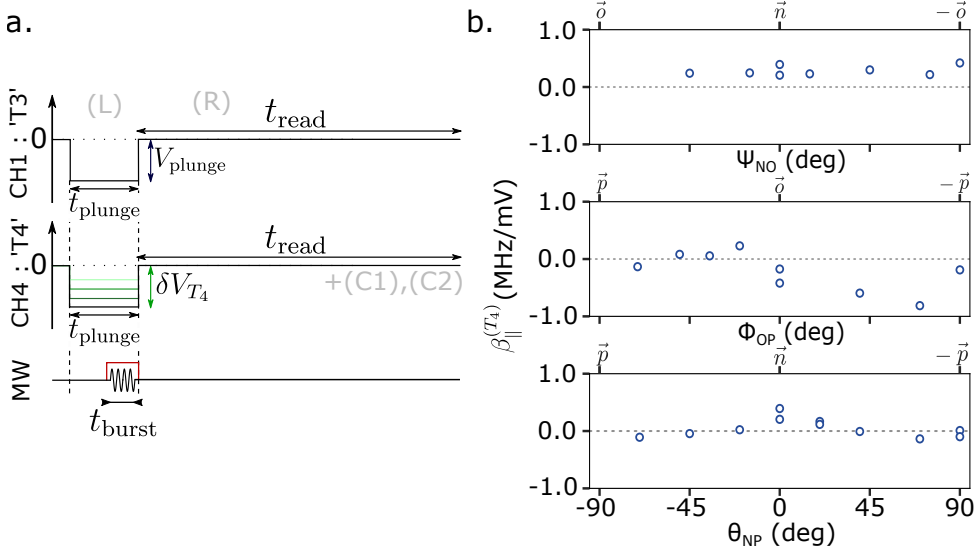 a.
(L)
(R)
CH1 : 'T3'
0
t_read
V_plunge
t_plunge
CH4 : 'T4'
0
t_read
δV_T4
+(C1),(C2)
t_plunge
MW
t_burst
b.
o⃗ n⃗ −o⃗
1.0
0.0
-1.0
Ψ_NO (deg)
p⃗ o⃗ −p⃗
1.0
0.0
-1.0
β_∥^(T4) (MHz/mV)
Φ_OP (deg)
p⃗ n⃗ −p⃗
1.0
0.0
-1.0
-90 -45 0 45 90
θ_NP (deg)